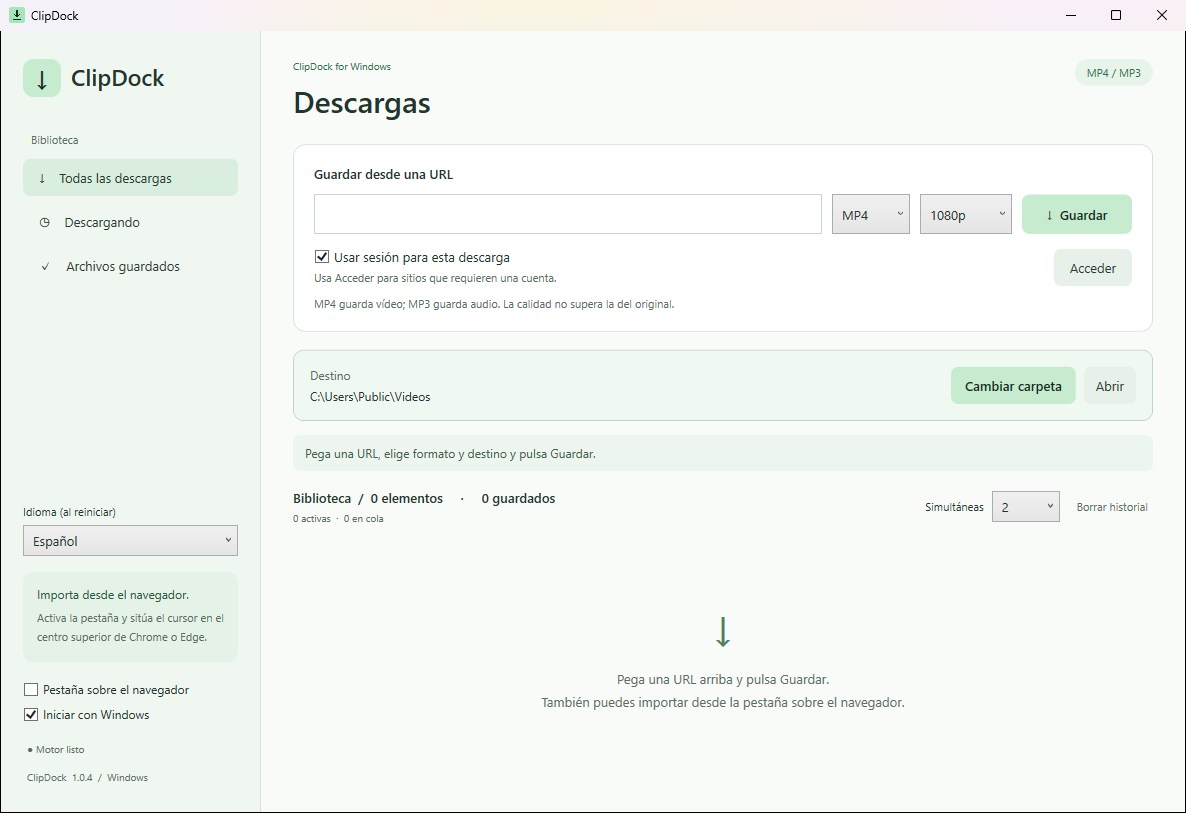 ClipDock
ClipDock
Biblioteca
↓ Todas las descargas
Descargando
✓ Archivos guardados
Idioma (al reiniciar)
Español
Importa desde el navegador.
Activa la pestaña y sitúa el cursor en el
centro superior de Chrome o Edge.
Pestaña sobre el navegador
Iniciar con Windows
● Motor listo
ClipDock 1.0.4 / Windows
ClipDock for Windows
Descargas
MP4 / MP3
Guardar desde una URL
MP4
1080p
↓ Guardar
Usar sesión para esta descarga
Usa Acceder para sitios que requieren una cuenta.
Acceder
MP4 guarda vídeo; MP3 guarda audio. La calidad no supera la del original.
Destino
C:\Users\Public\Videos
Cambiar carpeta
Abrir
Pega una URL, elige formato y destino y pulsa Guardar.
Biblioteca / 0 elementos · 0 guardados
0 activas · 0 en cola
Simultáneas
2
Borrar historial
Pega una URL arriba y pulsa Guardar.
También puedes importar desde la pestaña sobre el navegador.